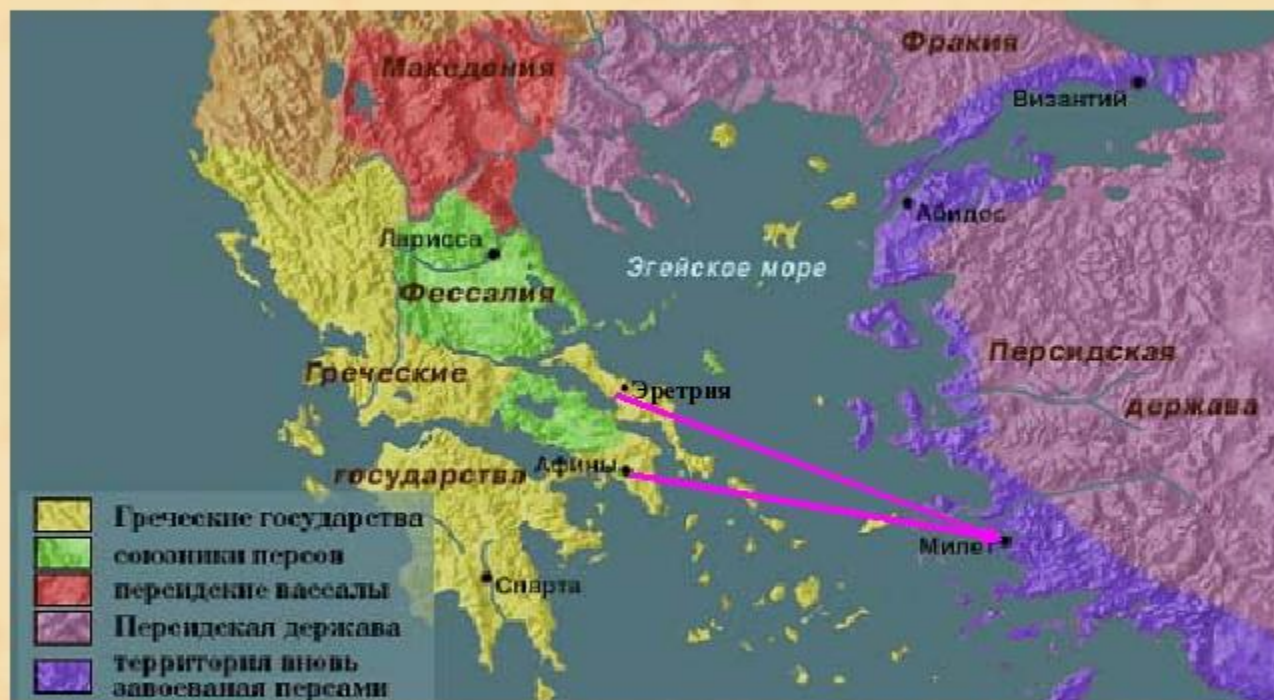 Фракия
Македония
Византий
Абидос
Ларисса
Эгейское море
Фессалия
Персидская
держава
Греческие
государства
Эретрия
Афины
Милет
Спарта
Греческие государства
союзники персов
персидские вассалы
Персидская держава
территория вновь
завоеваная персами